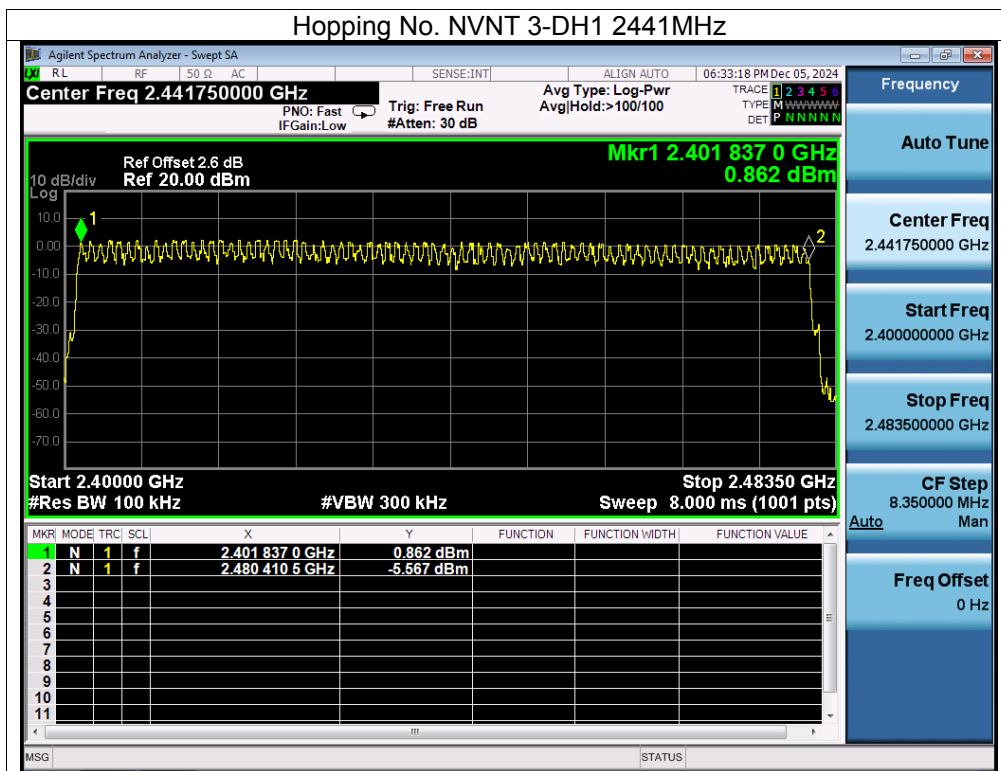 Hopping No. NVNT 3-DH1 2441MHz
Agilent Spectrum Analyzer - Swept SA
LXI RL RF 50 Ω AC SENSE:INT ALIGN AUTO 06:33:18 PM Dec 05, 2024
Center Freq 2.441750000 GHz
PNO: Fast
IFGain:Low
Trig: Free Run
#Atten: 30 dB
Avg Type: Log-Pwr
Avg|Hold:>100/100
TRACE 1 2 3 4 5 6
TYPE M WWWWW
DET P N N N N N
Mkr1 2.401 837 0 GHz
0.862 dBm
Ref Offset 2.6 dB
10 dB/div Ref 20.00 dBm
Log
10.0
0.00
-10.0
-20.0
-30.0
-40.0
-50.0
-60.0
-70.0
1
2
Start 2.40000 GHz Stop 2.48350 GHz
#Res BW 100 kHz #VBW 300 kHz Sweep 8.000 ms (1001 pts)
MKR MODE TRC SCL X Y FUNCTION FUNCTION WIDTH FUNCTION VALUE
1 N 1 f 2.401 837 0 GHz 0.862 dBm
2 N 1 f 2.480 410 5 GHz -5.567 dBm
3
4
5
6
7
8
9
10
11
MSG STATUS
Frequency
Auto Tune
Center Freq
2.441750000 GHz
Start Freq
2.400000000 GHz
Stop Freq
2.483500000 GHz
CF Step
8.350000 MHz
Auto Man
Freq Offset
0 Hz